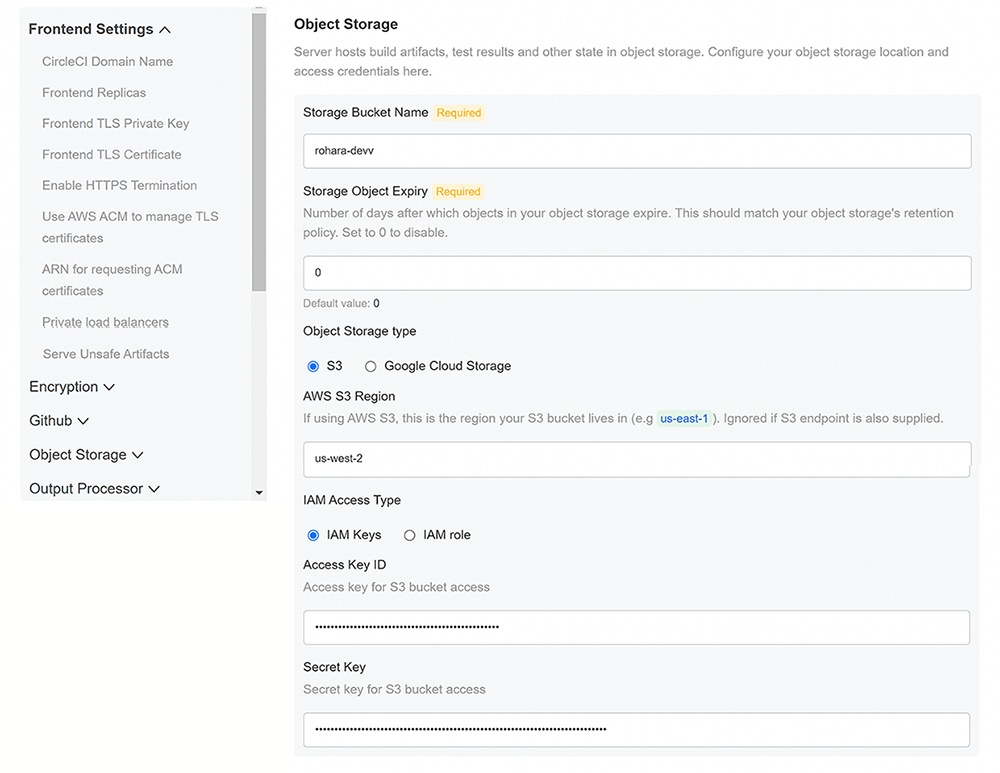 Frontend Settings
CircleCI Domain Name
Frontend Replicas
Frontend TLS Private Key
Frontend TLS Certificate
Enable HTTPS Termination
Use AWS ACM to manage TLS
certificates
ARN for requesting ACM
certificates
Private load balancers
Serve Unsafe Artifacts
Encryption
Github
Object Storage
Output Processor
Object Storage
Server hosts build artifacts, test results and other state in object storage. Configure your object storage location and
access credentials here.
Storage Bucket Name Required
rohara-devv
Storage Object Expiry Required
Number of days after which objects in your object storage expire. This should match your object storage's retention
policy. Set to 0 to disable.
0
Default value: 0
Object Storage type
S3 Google Cloud Storage
AWS S3 Region
If using AWS S3, this is the region your S3 bucket lives in (e.g us-east-1 ). Ignored if S3 endpoint is also supplied.
us-west-2
IAM Access Type
IAM Keys IAM role
Access Key ID
Access key for S3 bucket access
Secret Key
Secret key for S3 bucket access